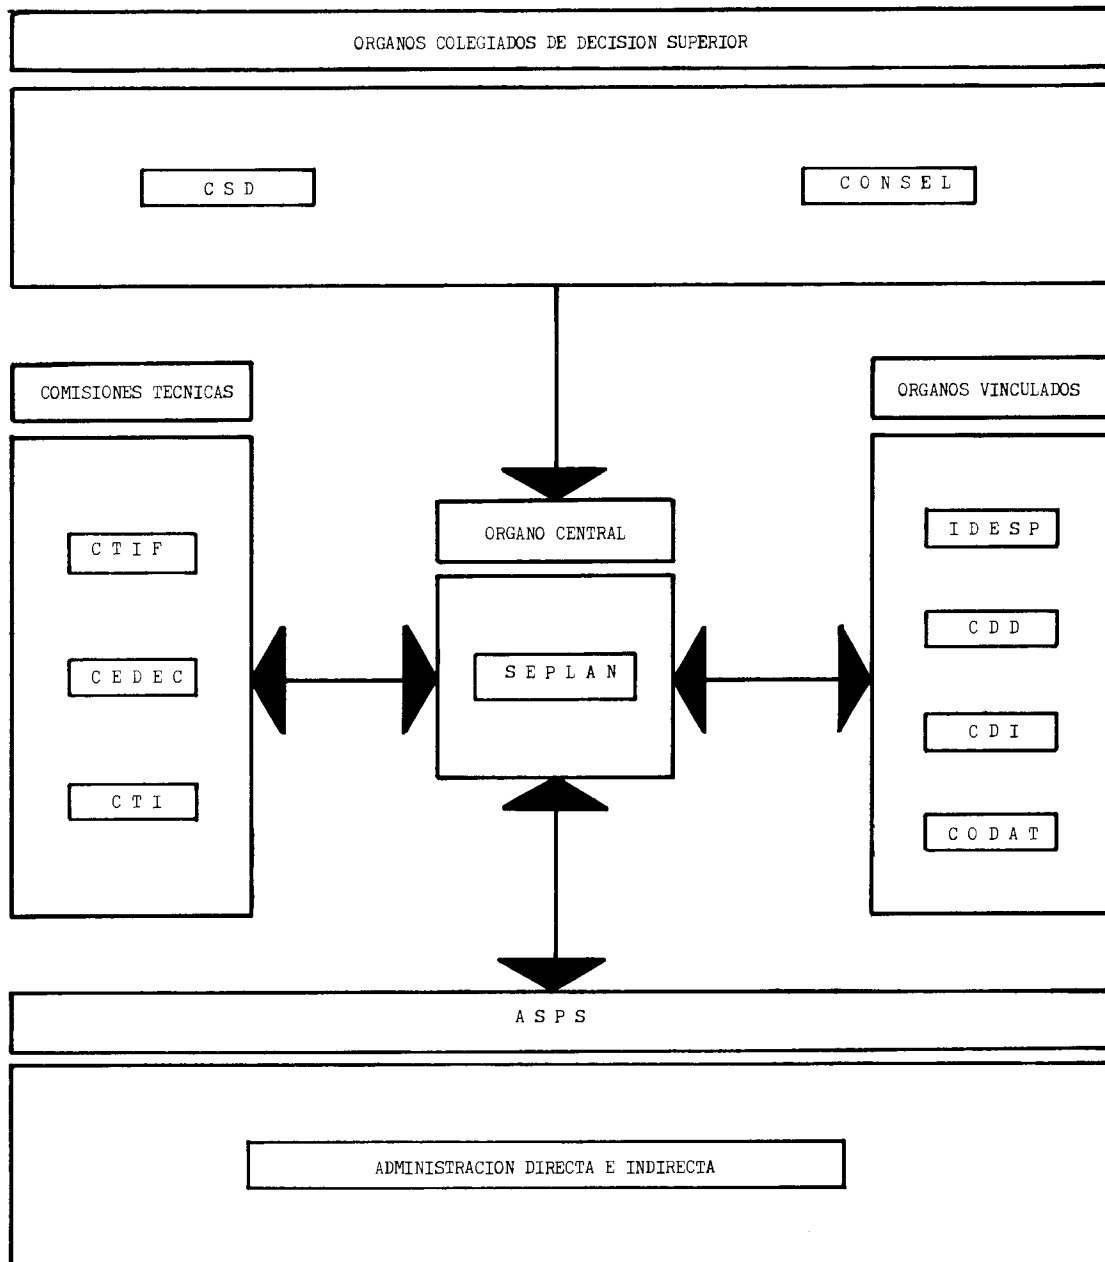 ORGANOS COLEGIADOS DE DECISION SUPERIOR
C S D
C O N S E L
COMISIONES TECNICAS
ORGANOS VINCULADOS
C T I F
C E D E C
C T I
ORGANO CENTRAL
S E P L A N
I D E S P
C D D
C D I
C O D A T
A S P S
ADMINISTRACION DIRECTA E INDIRECTA